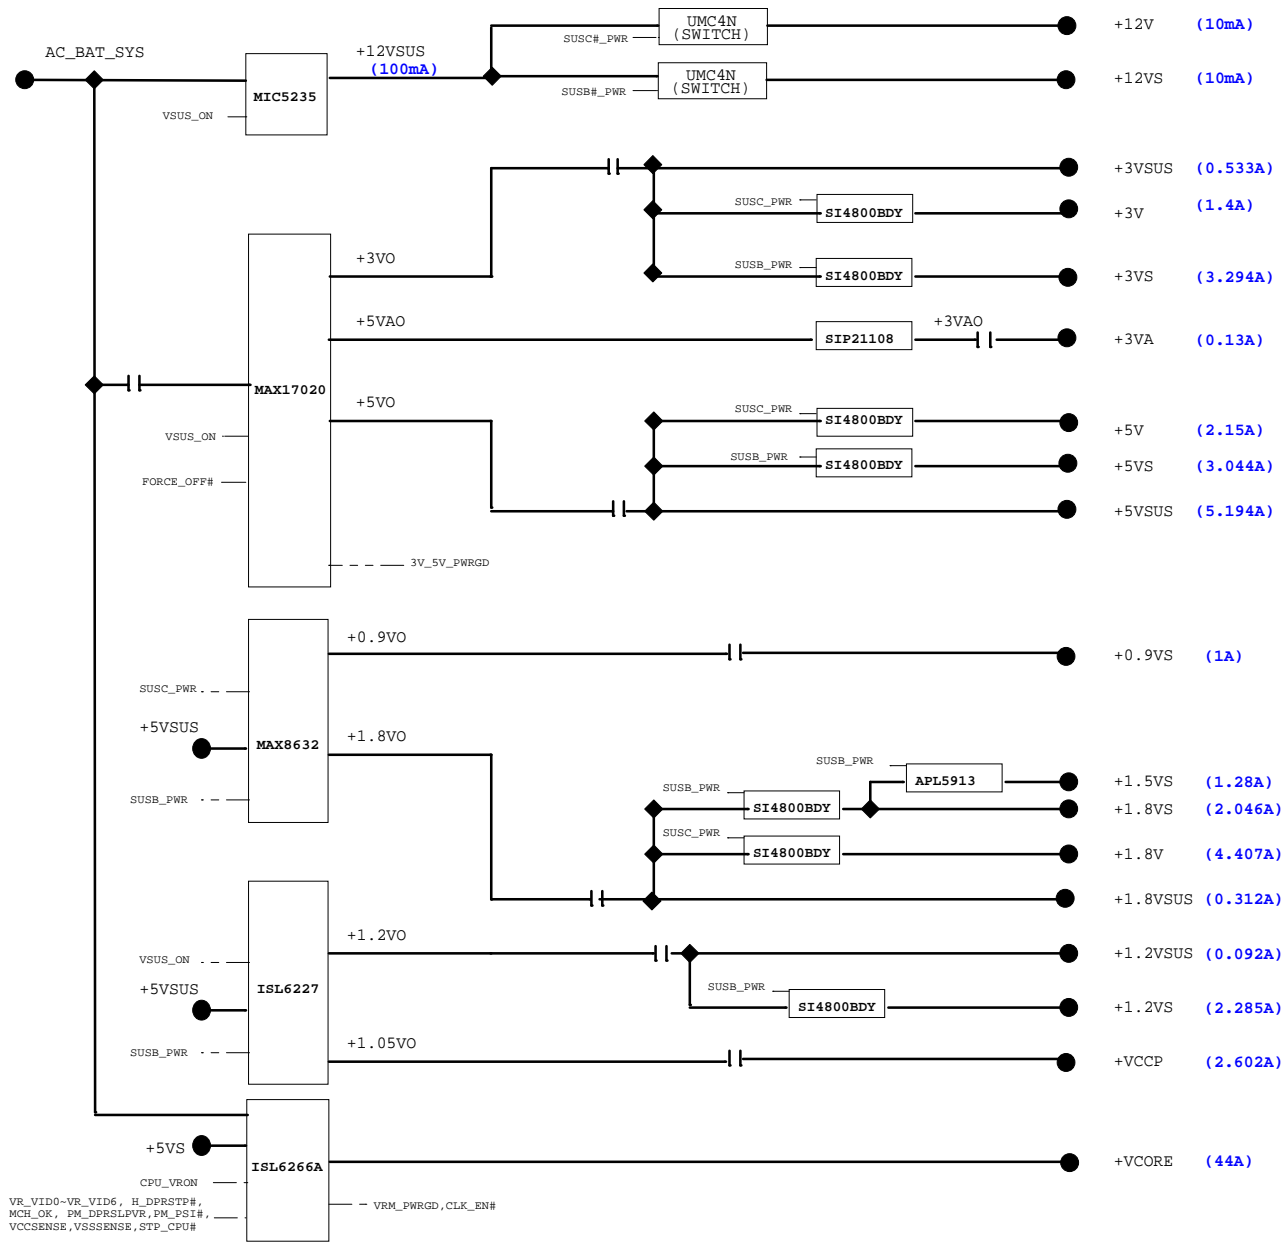 AC_BAT_SYS
+12VSUS
(100mA)
MIC5235
VSUS_ON
UMC4N
(SWITCH)
SUSC#_PWR
+12V (10mA)
UMC4N
(SWITCH)
SUSB#_PWR
+12VS (10mA)
+3VSUS (0.533A)
SUSC_PWR
SI4800BDY
+3V (1.4A)
+3VO
SUSB_PWR
SI4800BDY
+3VS (3.294A)
+5VAO
SIP21108
+3VAO
+3VA (0.13A)
MAX17020
+5VO
SUSC_PWR
SI4800BDY
+5V (2.15A)
VSUS_ON
SUSB_PWR
SI4800BDY
+5VS (3.044A)
FORCE_OFF#
+5VSUS (5.194A)
3V_5V_PWRGD
+0.9VO
+0.9VS (1A)
SUSC_PWR
+5VSUS
MAX8632
+1.8VO
SUSB_PWR
SUSB_PWR
APL5913
+1.5VS (1.28A)
SUSB_PWR
SI4800BDY
+1.8VS (2.046A)
SUSC_PWR
SI4800BDY
+1.8V (4.407A)
+1.8VSUS (0.312A)
+1.2VO
+1.2VSUS (0.092A)
VSUS_ON
+5VSUS
ISL6227
SUSB_PWR
SI4800BDY
+1.2VS (2.285A)
SUSB_PWR
+1.05VO
+VCCP (2.602A)
+5VS
ISL6266A
+VCORE (44A)
CPU_VRON
VR_VID0~VR_VID6, H_DPRSTP#,
MCH_OK, PM_DPRSLPVR,PM_PSI#,
VCCSENSE,VSSSENSE,STP_CPU#
VRM_PWRGD,CLK_EN#